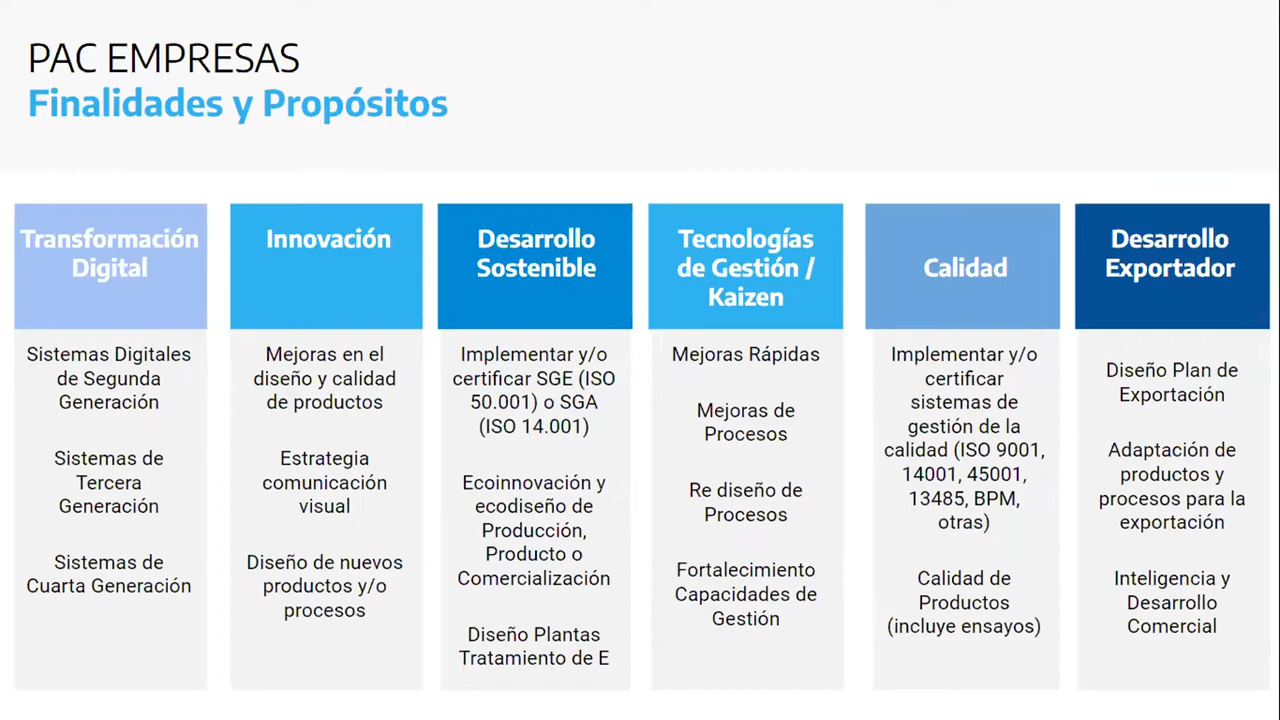 PAC EMPRESAS
Finalidades y Propósitos
Transformación
Digital
Sistemas Digitales
de Segunda
Generación
Sistemas de
Tercera
Generación
Sistemas de
Cuarta Generación
Innovación
Mejoras en el
diseño y calidad
de productos
Estrategia
comunicación
visual
Diseño de nuevos
productos y/o
procesos
Desarrollo
Sostenible
Implementar y/o
certificar SGE (ISO
50.001) o SGA
(ISO 14.001)
Ecoinnovación y
ecodiseño de
Producción,
Producto o
Comercialización
Diseño Plantas
Tratamiento de E
Tecnologías
de Gestión /
Kaizen
Mejoras Rápidas
Mejoras de
Procesos
Re diseño de
Procesos
Fortalecimiento
Capacidades de
Gestión
Calidad
Implementar y/o
certificar
sistemas de
gestión de la
calidad (ISO 9001,
14001, 45001,
13485, BPM,
otras)
Calidad de
Productos
(incluye ensayos)
Desarrollo
Exportador
Diseño Plan de
Exportación
Adaptación de
productos y
procesos para la
exportación
Inteligencia y
Desarrollo
Comercial